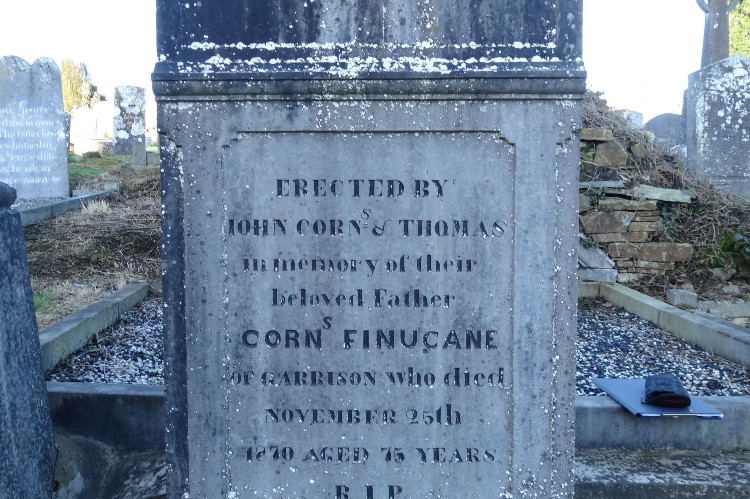 ERECTED BY
JOHN CORNS & THOMAS
in memory of their
beloved Father
CORNS FINUCANE
OF GARRISON who died
NOVEMBER 25th
1870 AGED 75 YEARS
R.I.P.